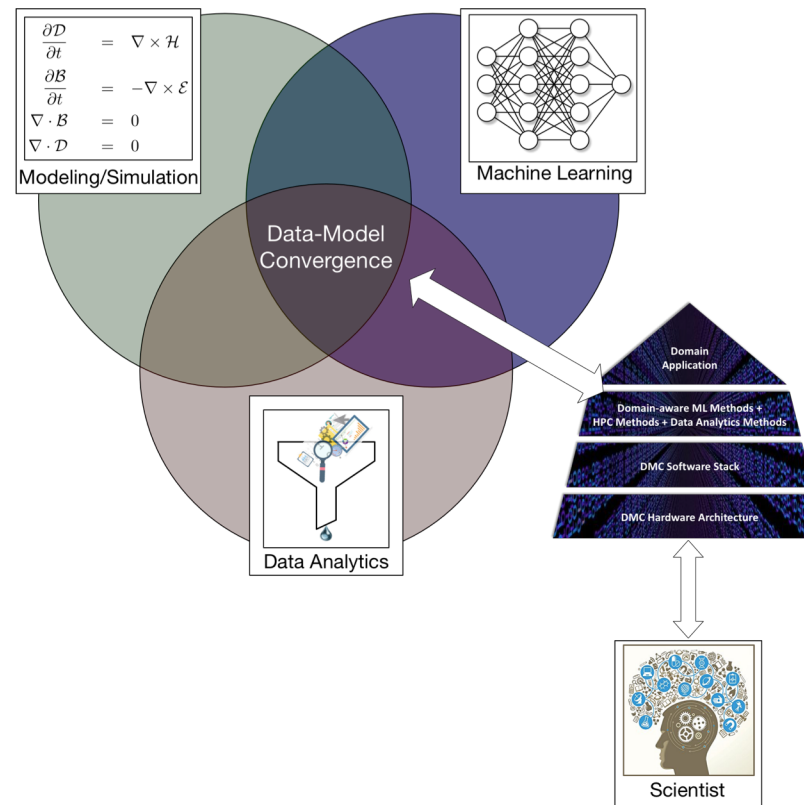 ∂𝒟/∂t = ∇ × ℋ
∂ℬ/∂t = −∇ × ℰ
∇ · ℬ = 0
∇ · 𝒟 = 0
Modeling/Simulation
Machine Learning
Data-Model
Convergence
Domain
Application
Domain-aware ML Methods +
HPC Methods + Data Analytics Methods
DMC Software Stack
DMC Hardware Architecture
Data Analytics
Scientist